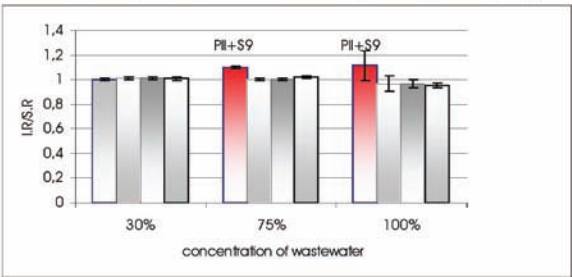 1,4
PII+S9 PII+S9
1,2
1
0,8
0,6
0,4
0,2
0
I.R/S.R
30% 75% 100%
concentration of wastewater